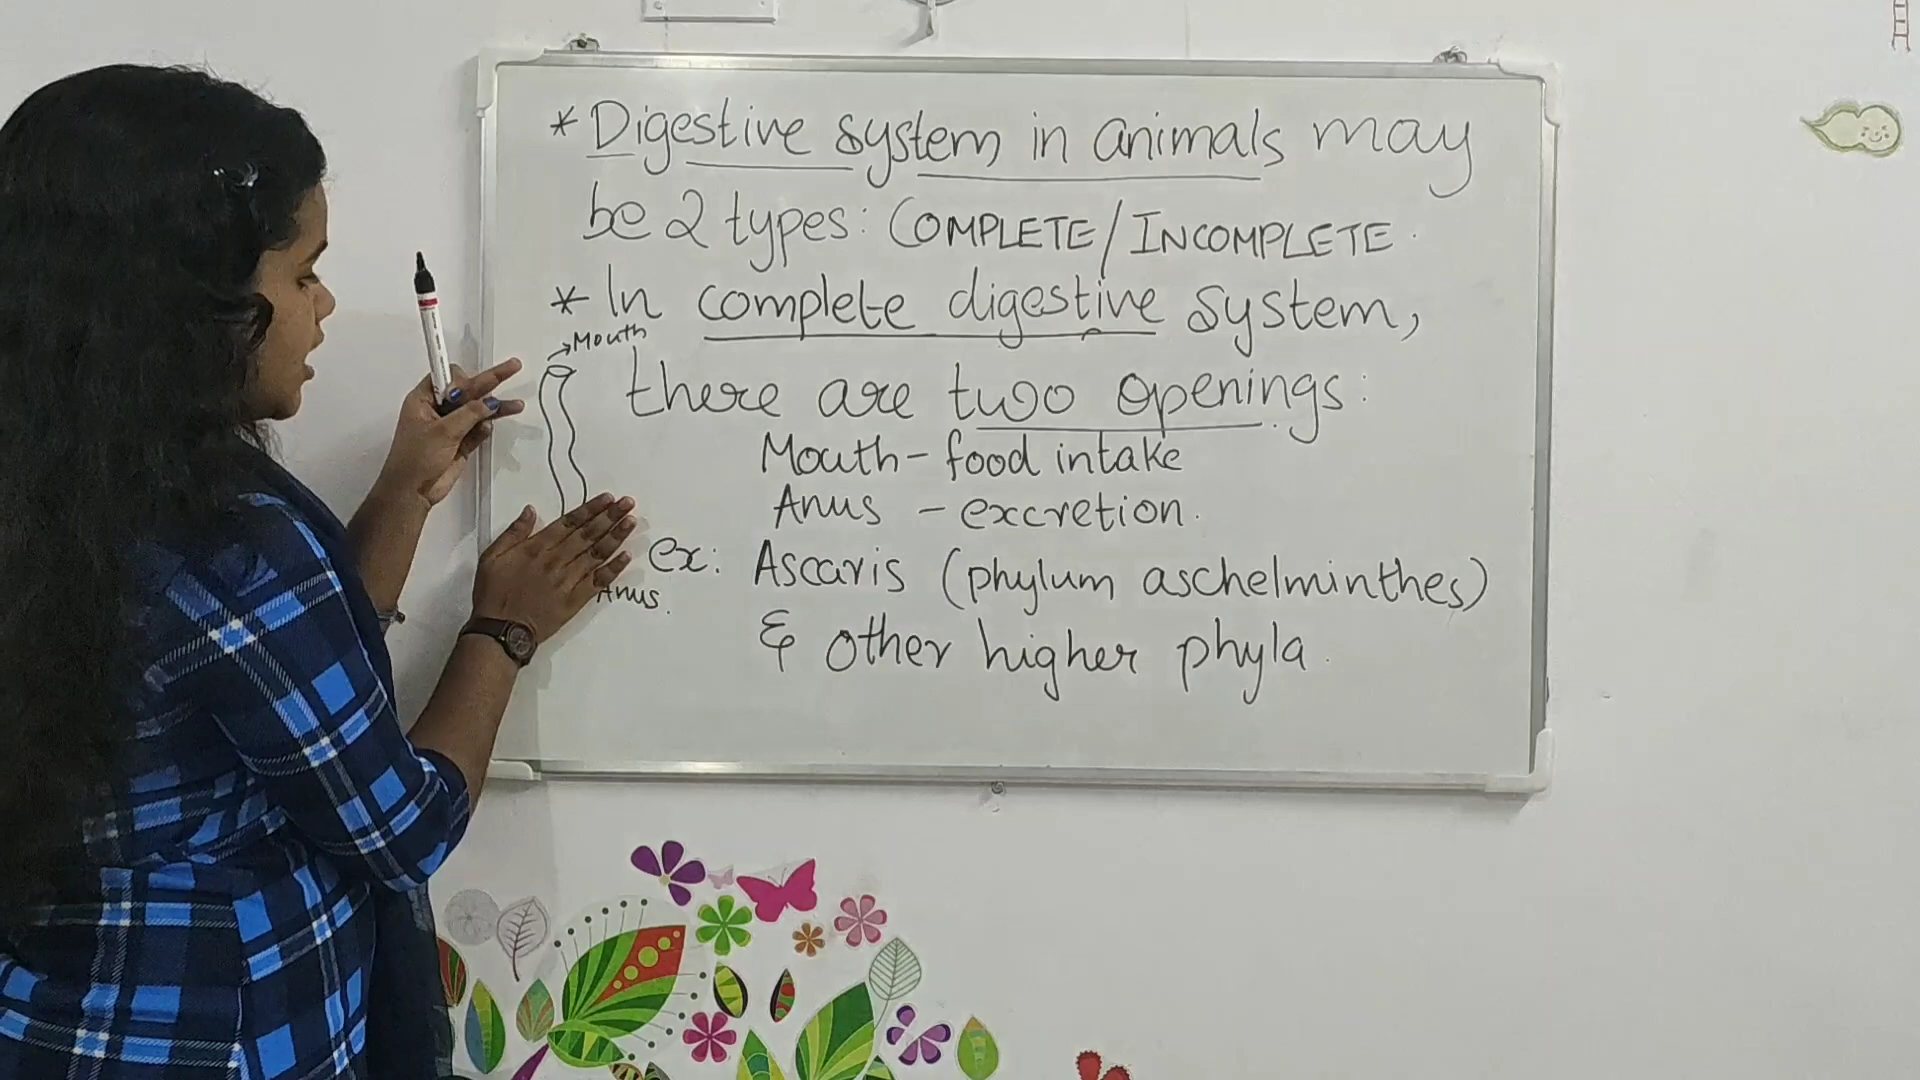 * Digestive system in animals may
be 2 types: COMPLETE/INCOMPLETE.
* In complete digestive system,
→Mouth
there are two openings:
Mouth - food intake
Anus - excretion.
ex: Ascaris (phylum aschelminthes)
Anus.
& other higher phyla.